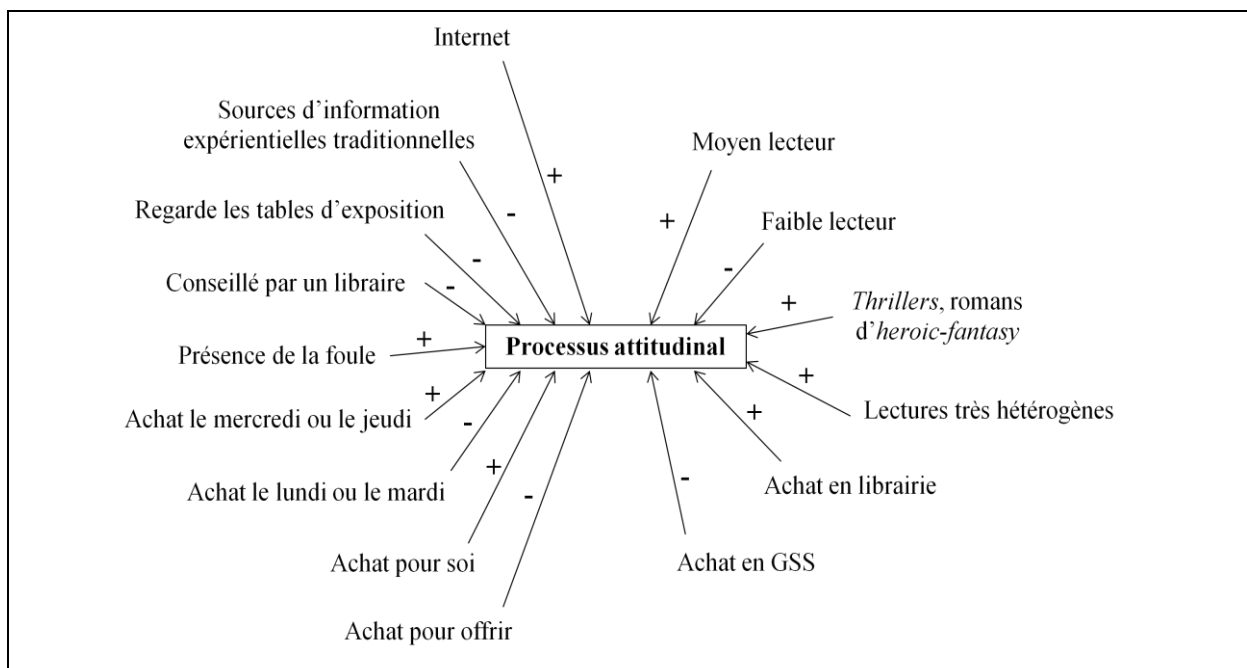 Internet
Sources d'information
expérientielles traditionnelles
Moyen lecteur
+
-
Regarde les tables d'exposition
+
Faible lecteur
-
-
Conseillé par un libraire
-
+
Thrillers, romans
d'heroic-fantasy
Processus attitudinal
Présence de la foule
+
+
Lectures très hétérogènes
Achat le mercredi ou le jeudi
+
-
+
Achat le lundi ou le mardi
+
-
-
Achat en librairie
Achat pour soi
Achat en GSS
Achat pour offrir